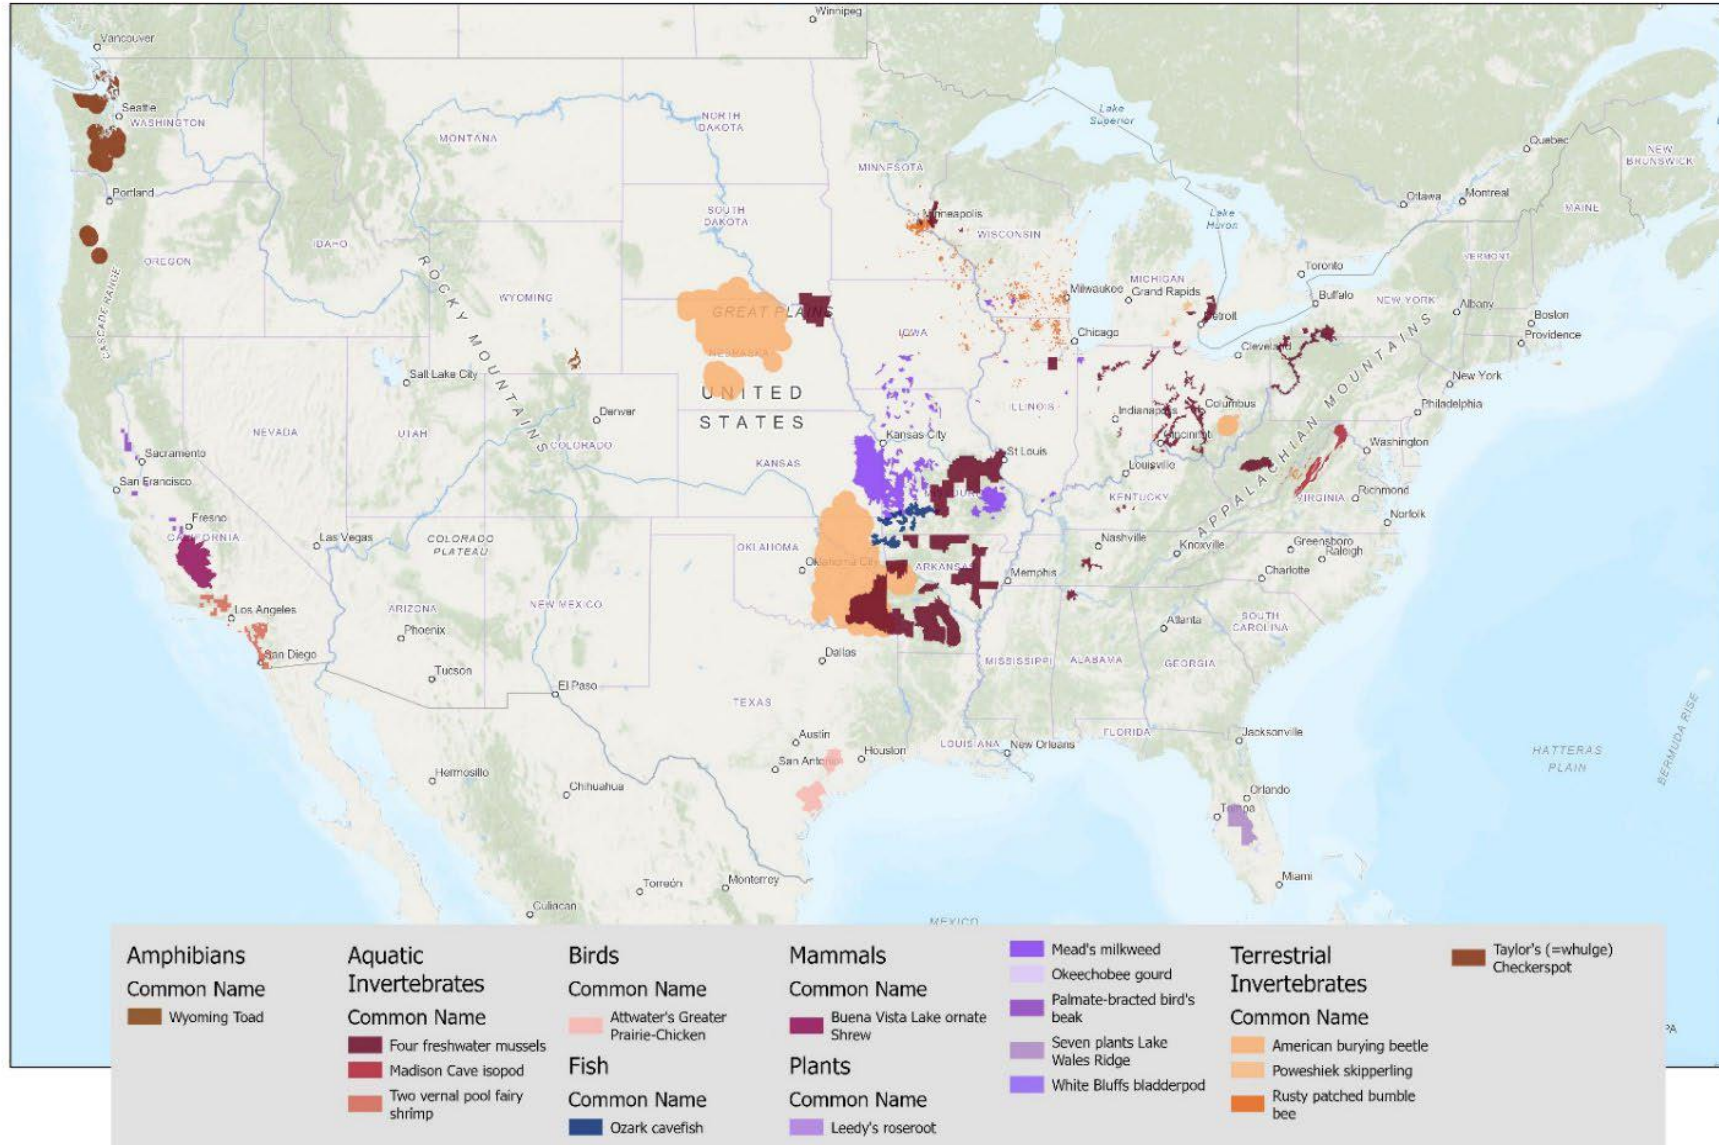 Winnipeg
Vancouver
Seattle
WASHINGTON
MONTANA
NORTH
DAKOTA
Lake
Superior
MINNESOTA
Quebec
NEW
BRUNSWICK
Portland
Ottawa
Montreal
MAINE
SOUTH
DAKOTA
Minneapolis
WISCONSIN
Lake
Huron
IDAHO
OREGON
CASCADE RANGE
ROCKY MOUNTAINS
WYOMING
MICHIGAN
Toronto
VERMONT
Milwaukee
Grand Rapids
Buffalo
NEW YORK
Albany
GREAT PLAINS
Detroit
Boston
Providence
IOWA
Chicago
Cleveland
NEBRASKA
Salt Lake City
New York
UNITED
STATES
Denver
ILLINOIS
Indianapolis
Columbus
Philadelphia
NEVADA
UTAH
COLORADO
Kansas City
Cincinnati
APPALACHIAN MOUNTAINS
Washington
Sacramento
San Francisco
KANSAS
St Louis
Louisville
MISSOURI
KENTUCKY
VIRGINIA
Richmond
Norfolk
Fresno
CALIFORNIA
Las Vegas
COLORADO
PLATEAU
OKLAHOMA
Oklahoma City
ARKANSAS
Nashville
Knoxville
Greensboro
Raleigh
Charlotte
Memphis
Los Angeles
ARIZONA
NEW MEXICO
Phoenix
Atlanta
SOUTH
CAROLINA
San Diego
Tucson
El Paso
Dallas
MISSISSIPPI
ALABAMA
GEORGIA
TEXAS
Austin
San Antonio
Houston
LOUISIANA
New Orleans
FLORIDA
Jacksonville
HATTERAS
PLAIN
BERMUDA RISE
Hermosillo
Chihuahua
Orlando
Tampa
Torreón
Monterrey
Miami
Culiacan
MEXICO
PA
Amphibians
Common Name
Wyoming Toad
Aquatic
Invertebrates
Common Name
Four freshwater mussels
Madison Cave isopod
Two vernal pool fairy
shrimp
Birds
Common Name
Attwater's Greater
Prairie-Chicken
Fish
Common Name
Ozark cavefish
Mammals
Common Name
Buena Vista Lake ornate
Shrew
Plants
Common Name
Leedy's roseroot
Mead's milkweed
Okeechobee gourd
Palmate-bracted bird's
beak
Seven plants Lake
Wales Ridge
White Bluffs bladderpod
Terrestrial
Invertebrates
Common Name
American burying beetle
Poweshiek skipperling
Rusty patched bumble
bee
Taylor's (=whulge)
Checkerspot